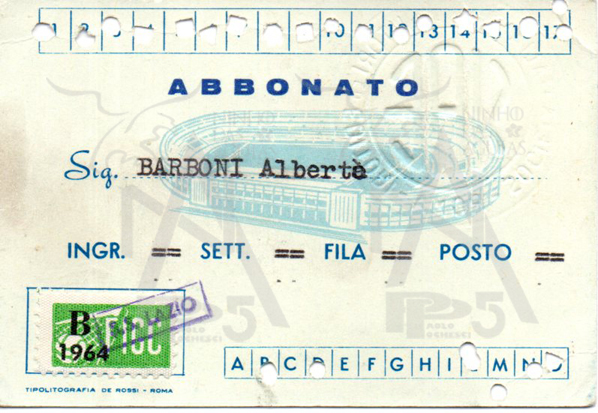 1 2 3 10 11 12 13 14 15 16 17
ABBONATO
Sig. BARBONI Albertè
INGR. == SETT. == FILA == POSTO ==
B
1964
S.S. LAZIO
A B C D E F G H I L M N O
TIPOLITOGRAFIA DE ROSSI - ROMA